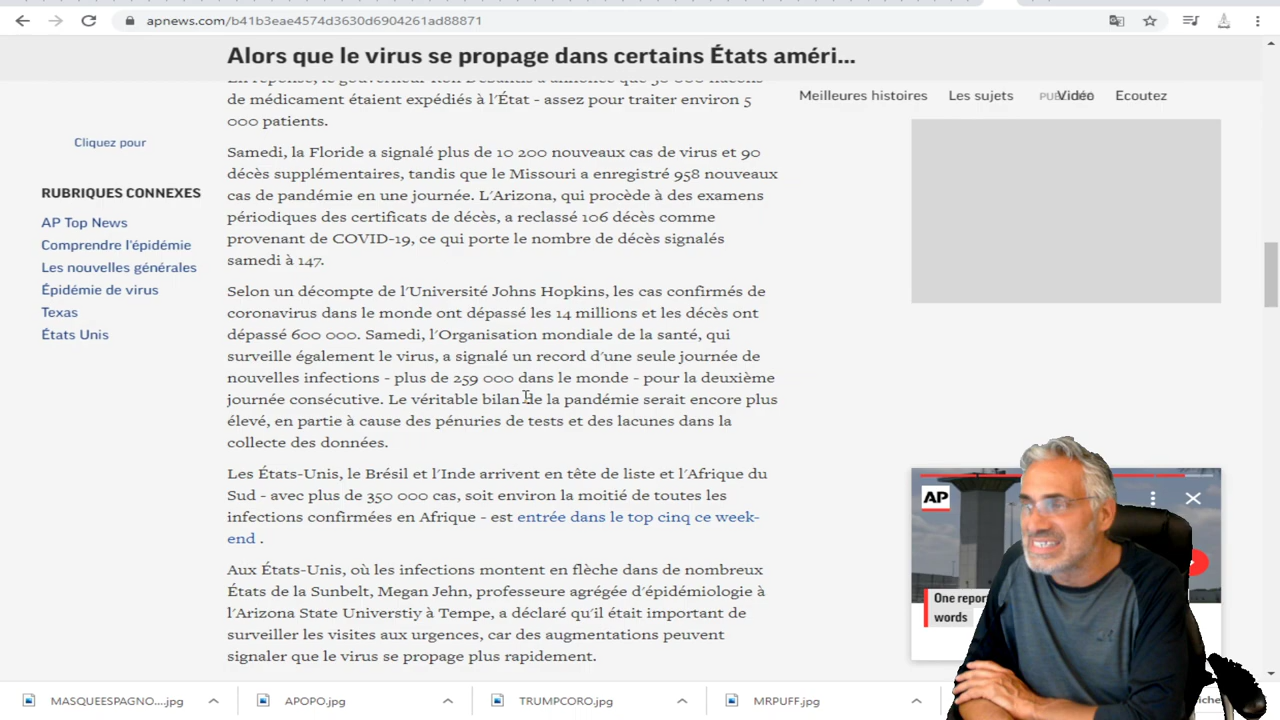 apnews.com/b41b3eae4574d3630d6904261ad88871
Alors que le virus se propage dans certains États améri...
En réponse, le gouverneur Ron DeSantis a annoncé que 30 000 flacons
de médicament étaient expédiés à l'État - assez pour traiter environ 5
000 patients.
Meilleures histoires Les sujets Vidéo Ecoutez
Cliquez pour
RUBRIQUES CONNEXES
AP Top News
Comprendre l'épidémie
Les nouvelles générales
Épidémie de virus
Texas
États Unis
Samedi, la Floride a signalé plus de 10 200 nouveaux cas de virus et 90
décès supplémentaires, tandis que le Missouri a enregistré 958 nouveaux
cas de pandémie en une journée. L'Arizona, qui procède à des examens
périodiques des certificats de décès, a reclassé 106 décès comme
provenant de COVID-19, ce qui porte le nombre de décès signalés
samedi à 147.
Selon un décompte de l'Université Johns Hopkins, les cas confirmés de
coronavirus dans le monde ont dépassé les 14 millions et les décès ont
dépassé 600 000. Samedi, l'Organisation mondiale de la santé, qui
surveille également le virus, a signalé un record d'une seule journée de
nouvelles infections - plus de 259 000 dans le monde - pour la deuxième
journée consécutive. Le véritable bilan de la pandémie serait encore plus
élevé, en partie à cause des pénuries de tests et des lacunes dans la
collecte des données.
Les États-Unis, le Brésil et l'Inde arrivent en tête de liste et l'Afrique du
Sud - avec plus de 350 000 cas, soit environ la moitié de toutes les
infections confirmées en Afrique - est entrée dans le top cinq ce week-
end .
Aux États-Unis, où les infections montent en flèche dans de nombreux
États de la Sunbelt, Megan Jehn, professeure agrégée d'épidémiologie à
l'Arizona State Universtiy à Tempe, a déclaré qu'il était important de
surveiller les visites aux urgences, car des augmentations peuvent
signaler que le virus se propage plus rapidement.
AP
One repor
words
MASQUEESPAGNO....jpg APOPO.jpg TRUMPCORO.jpg MRPUFF.jpg